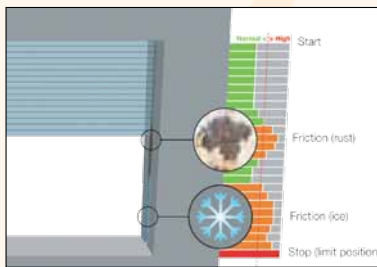 Normal <-> High
Start
Friction (rust)
Friction (ice)
Stop (limit position)